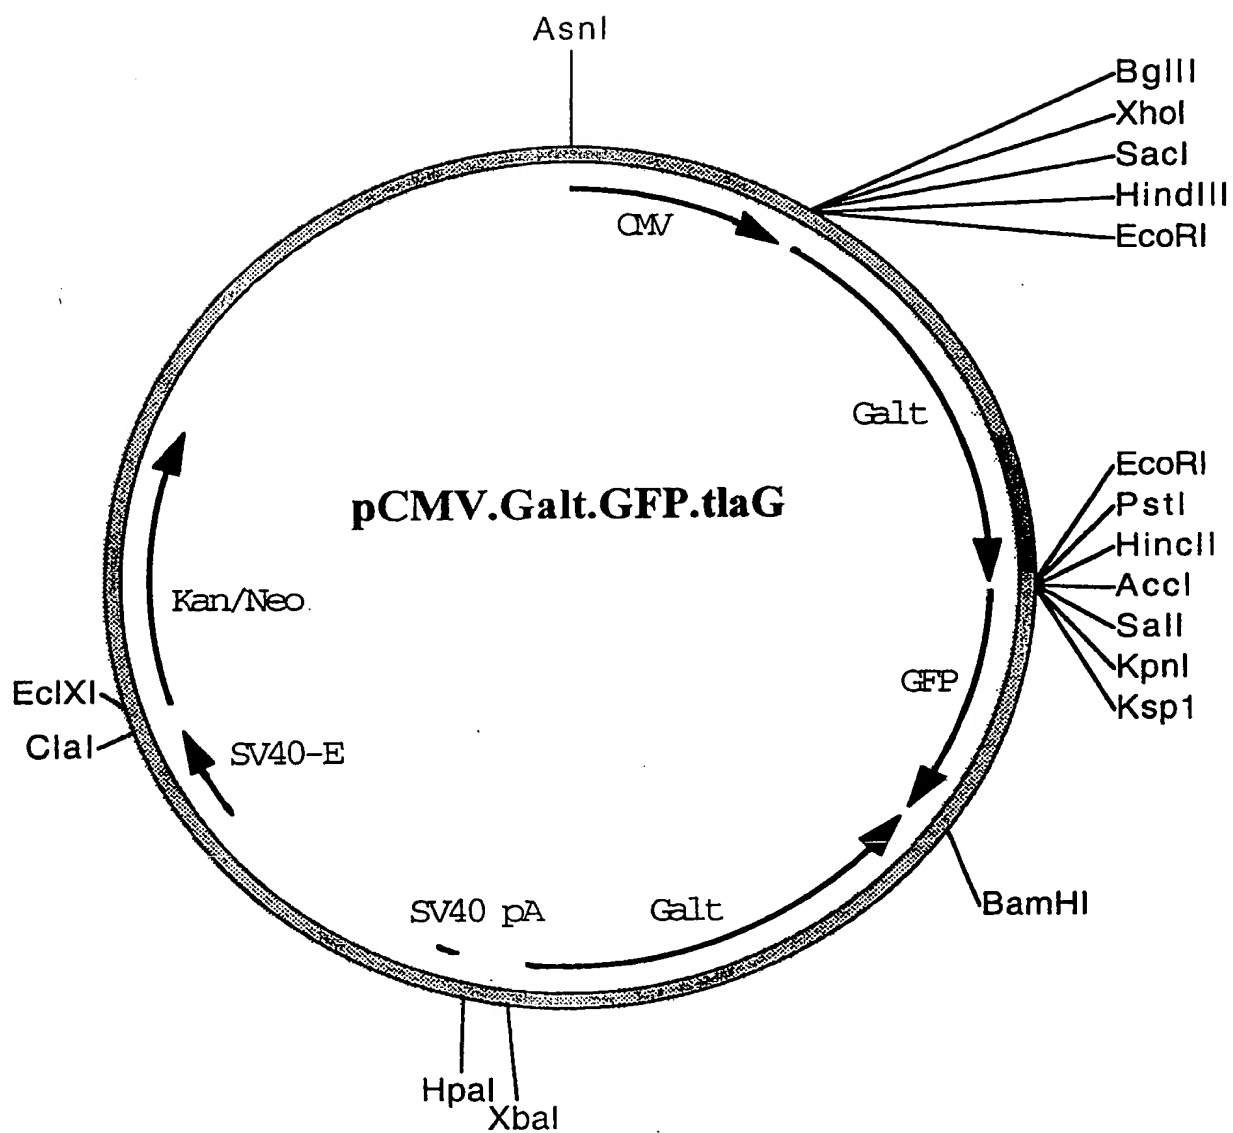 AsnI
BglII
XhoI
SacI
HindIII
EcoRI
CMV
Galt
EcoRI
PstI
HincII
AccI
SalI
KpnI
Ksp1
pCMV.Galt.GFP.tlaG
Kan/Neo
GFP
EclXI
ClaI
SV40-E
SV40 pA
Galt
BamHI
HpaI
XbaI